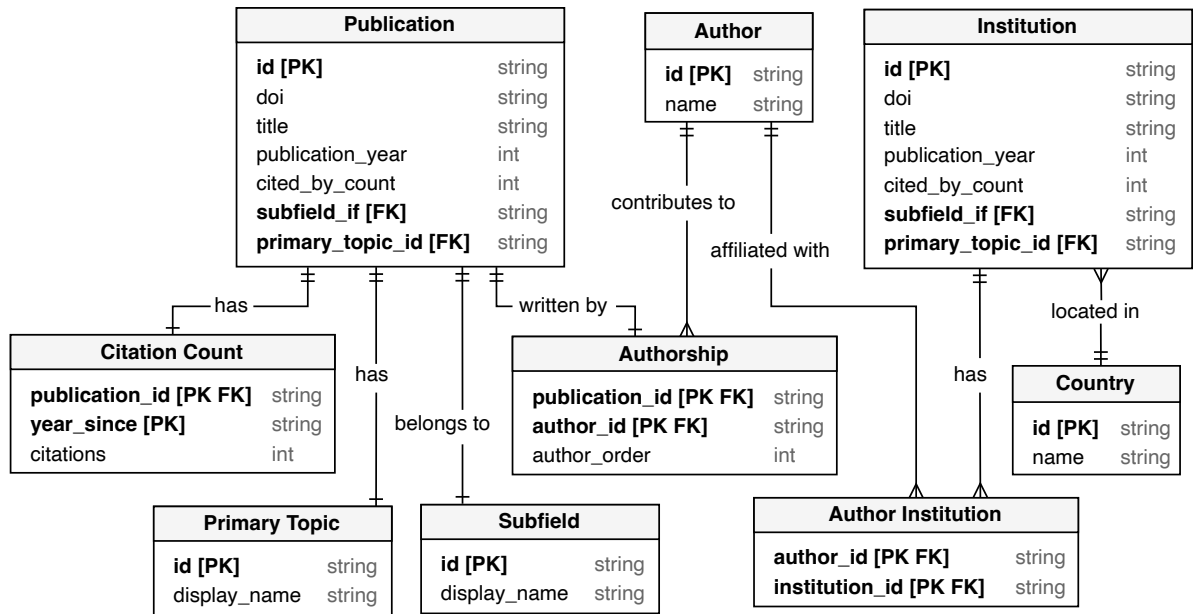 Publication
id [PK] string
doi string
title string
publication_year int
cited_by_count int
subfield_if [FK] string
primary_topic_id [FK] string
Author
id [PK] string
name string
Institution
id [PK] string
doi string
title string
publication_year int
cited_by_count int
subfield_if [FK] string
primary_topic_id [FK] string
contributes to
affiliated with
has
written by
located in
Citation Count
publication_id [PK FK] string
year_since [PK] string
citations int
has
belongs to
Authorship
publication_id [PK FK] string
author_id [PK FK] string
author_order int
has
Country
id [PK] string
name string
Primary Topic
id [PK] string
display_name string
Subfield
id [PK] string
display_name string
Author Institution
author_id [PK FK] string
institution_id [PK FK] string